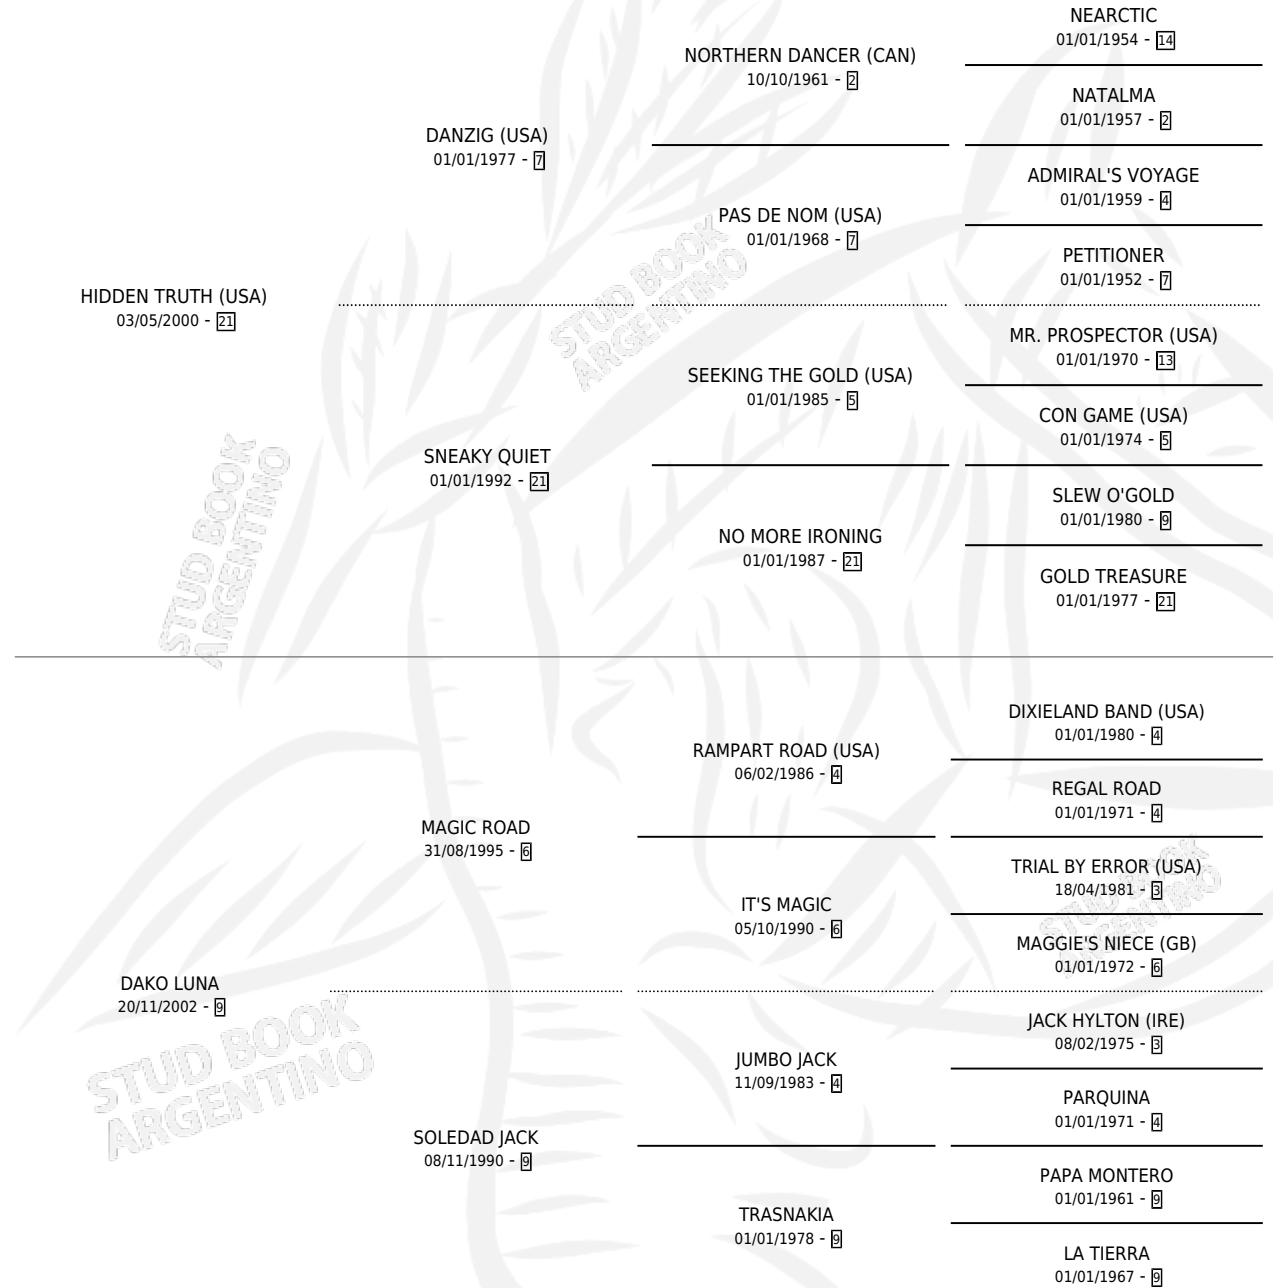 NEARCTIC
01/01/1954 - 14
NORTHERN DANCER (CAN)
10/10/1961 - 2
NATALMA
01/01/1957 - 2
DANZIG (USA)
01/01/1977 - 7
ADMIRAL'S VOYAGE
01/01/1959 - 4
PAS DE NOM (USA)
01/01/1968 - 7
PETITIONER
01/01/1952 - 7
HIDDEN TRUTH (USA)
03/05/2000 - 21
STUD BOOK
ARGENTINO
MR. PROSPECTOR (USA)
01/01/1970 - 13
SEEKING THE GOLD (USA)
01/01/1985 - 5
CON GAME (USA)
01/01/1974 - 5
SNEAKY QUIET
01/01/1992 - 21
SLEW O'GOLD
01/01/1980 - 9
NO MORE IRONING
01/01/1987 - 21
GOLD TREASURE
01/01/1977 - 21
STUD BOOK
ARGENTINO
DIXIELAND BAND (USA)
01/01/1980 - 4
RAMPART ROAD (USA)
06/02/1986 - 4
REGAL ROAD
01/01/1971 - 4
MAGIC ROAD
31/08/1995 - 6
TRIAL BY ERROR (USA)
18/04/1981 - 3
IT'S MAGIC
05/10/1990 - 6
MAGGIE'S NIECE (GB)
01/01/1972 - 6
STUD BOOK
ARGENTINO
DAKO LUNA
20/11/2002 - 9
JACK HYLTON (IRE)
08/02/1975 - 3
JUMBO JACK
11/09/1983 - 4
PARQUINA
01/01/1971 - 4
STUD BOOK
ARGENTINO
SOLEDAD JACK
08/11/1990 - 9
PAPA MONTERO
01/01/1961 - 9
TRASNAKIA
01/01/1978 - 9
LA TIERRA
01/01/1967 - 9